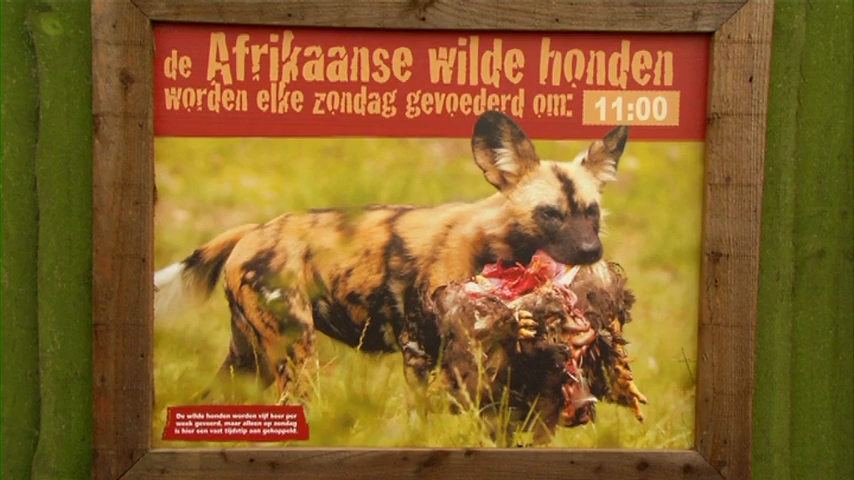 de Afrikaanse wilde honden
worden elke zondag gevoederd om: 11:00
De wilde honden worden vijf keer per
week gevoerd, maar alleen op zondag
is hier een vast tijdstip aan gekoppeld.